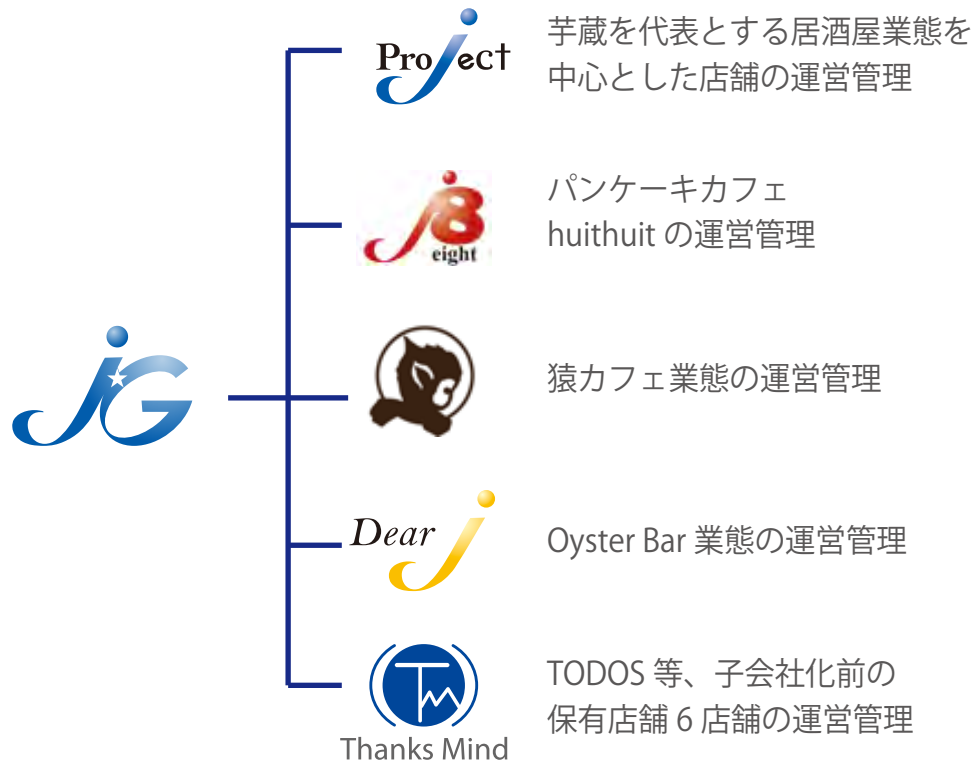 Project
芋蔵を代表とする居酒屋業態を
中心とした店舗の運営管理
j8
eight
パンケーキカフェ
huithuit の運営管理
jG
猿カフェ業態の運営管理
Dear j
Oyster Bar 業態の運営管理
TM
Thanks Mind
TODOS 等、子会社化前の
保有店舗 6 店舗の運営管理